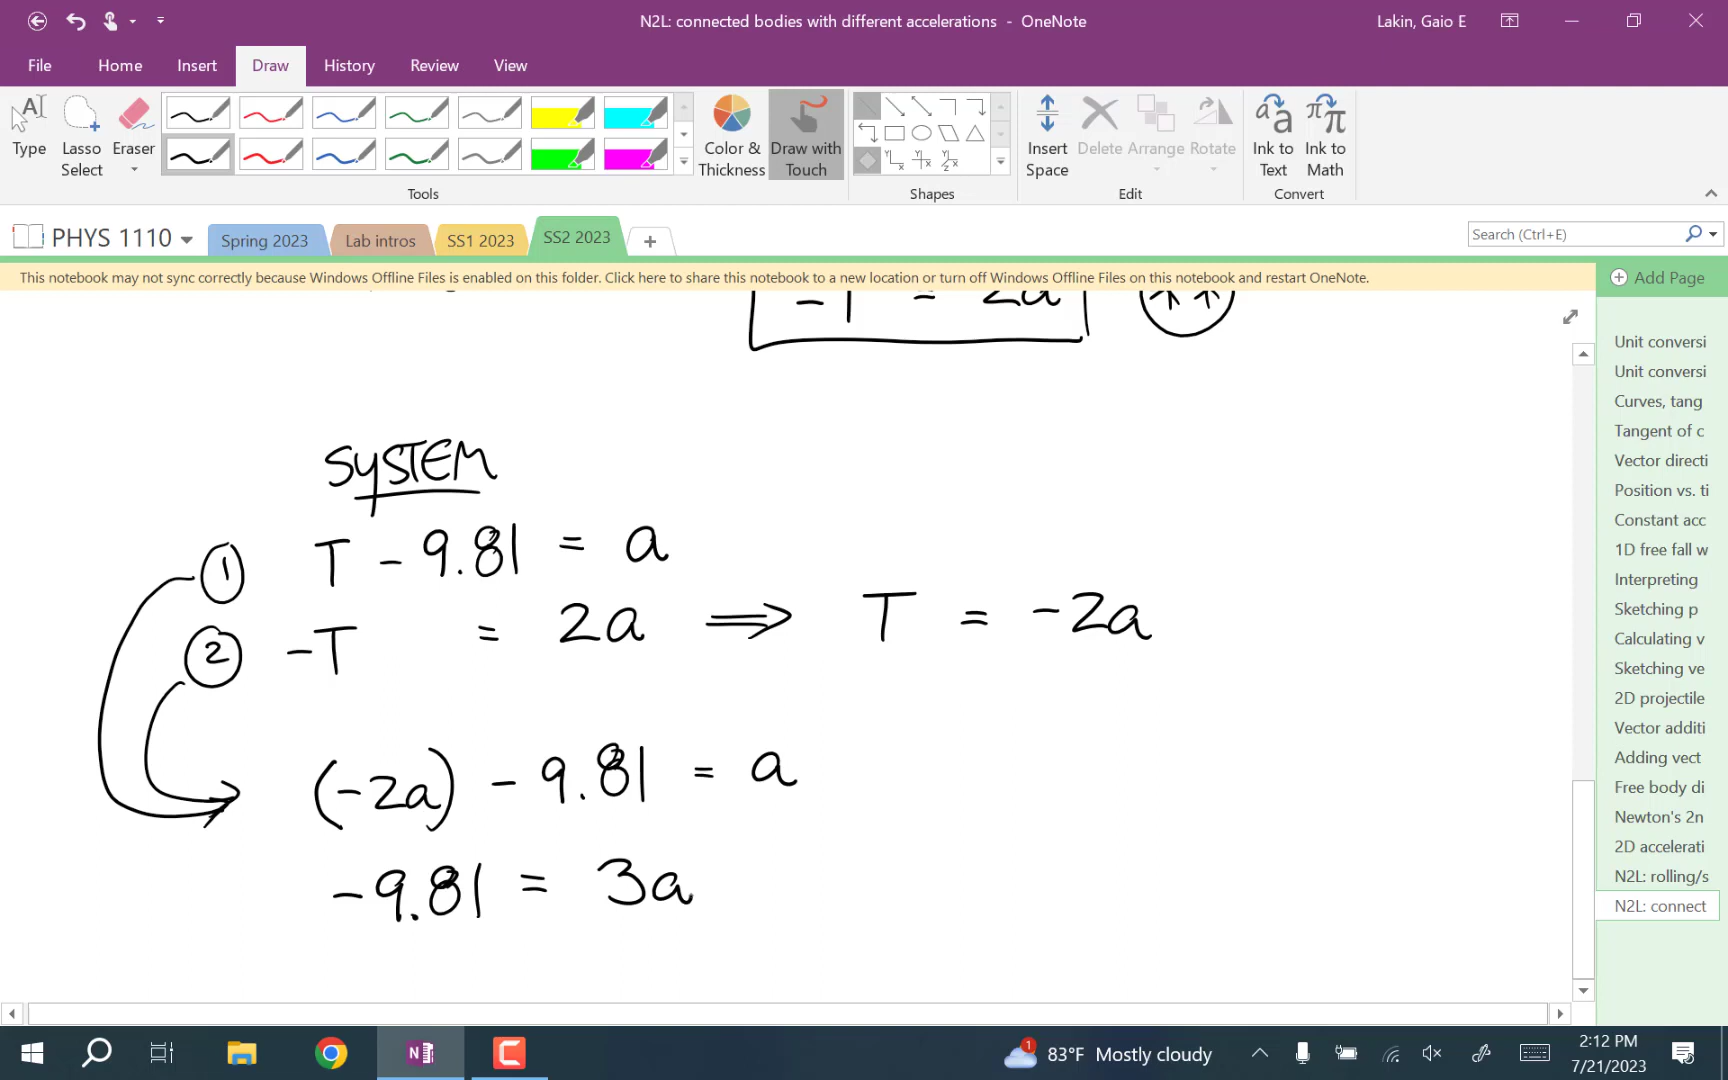 N2L: connected bodies with different accelerations - OneNote
Lakin, Gaio E
File Home Insert Draw History Review View
Type
Lasso Select
Eraser
Color & Thickness
Draw with Touch
Insert Space
Delete
Arrange
Rotate
Ink to Text
Ink to Math
Tools
Shapes
Edit
Convert
PHYS 1110
Spring 2023
Lab intros
SS1 2023
SS2 2023
Search (Ctrl+E)
This notebook may not sync correctly because Windows Offline Files is enabled on this folder. Click here to share this notebook to a new location or turn off Windows Offline Files on this notebook and restart OneNote.
Add Page
Unit conversi
Unit conversi
Curves, tang
Tangent of c
Vector directi
Position vs. ti
Constant acc
1D free fall w
Interpreting
Sketching p
Calculating v
Sketching ve
2D projectile
Vector additi
Adding vect
Free body di
Newton's 2n
2D accelerati
N2L: rolling/s
N2L: connect
-T = 2a **
SYSTEM
① T - 9.81 = a
② -T = 2a ⟹ T = -2a
(-2a) - 9.81 = a
-9.81 = 3a
1
83°F Mostly cloudy
2:12 PM
7/21/2023